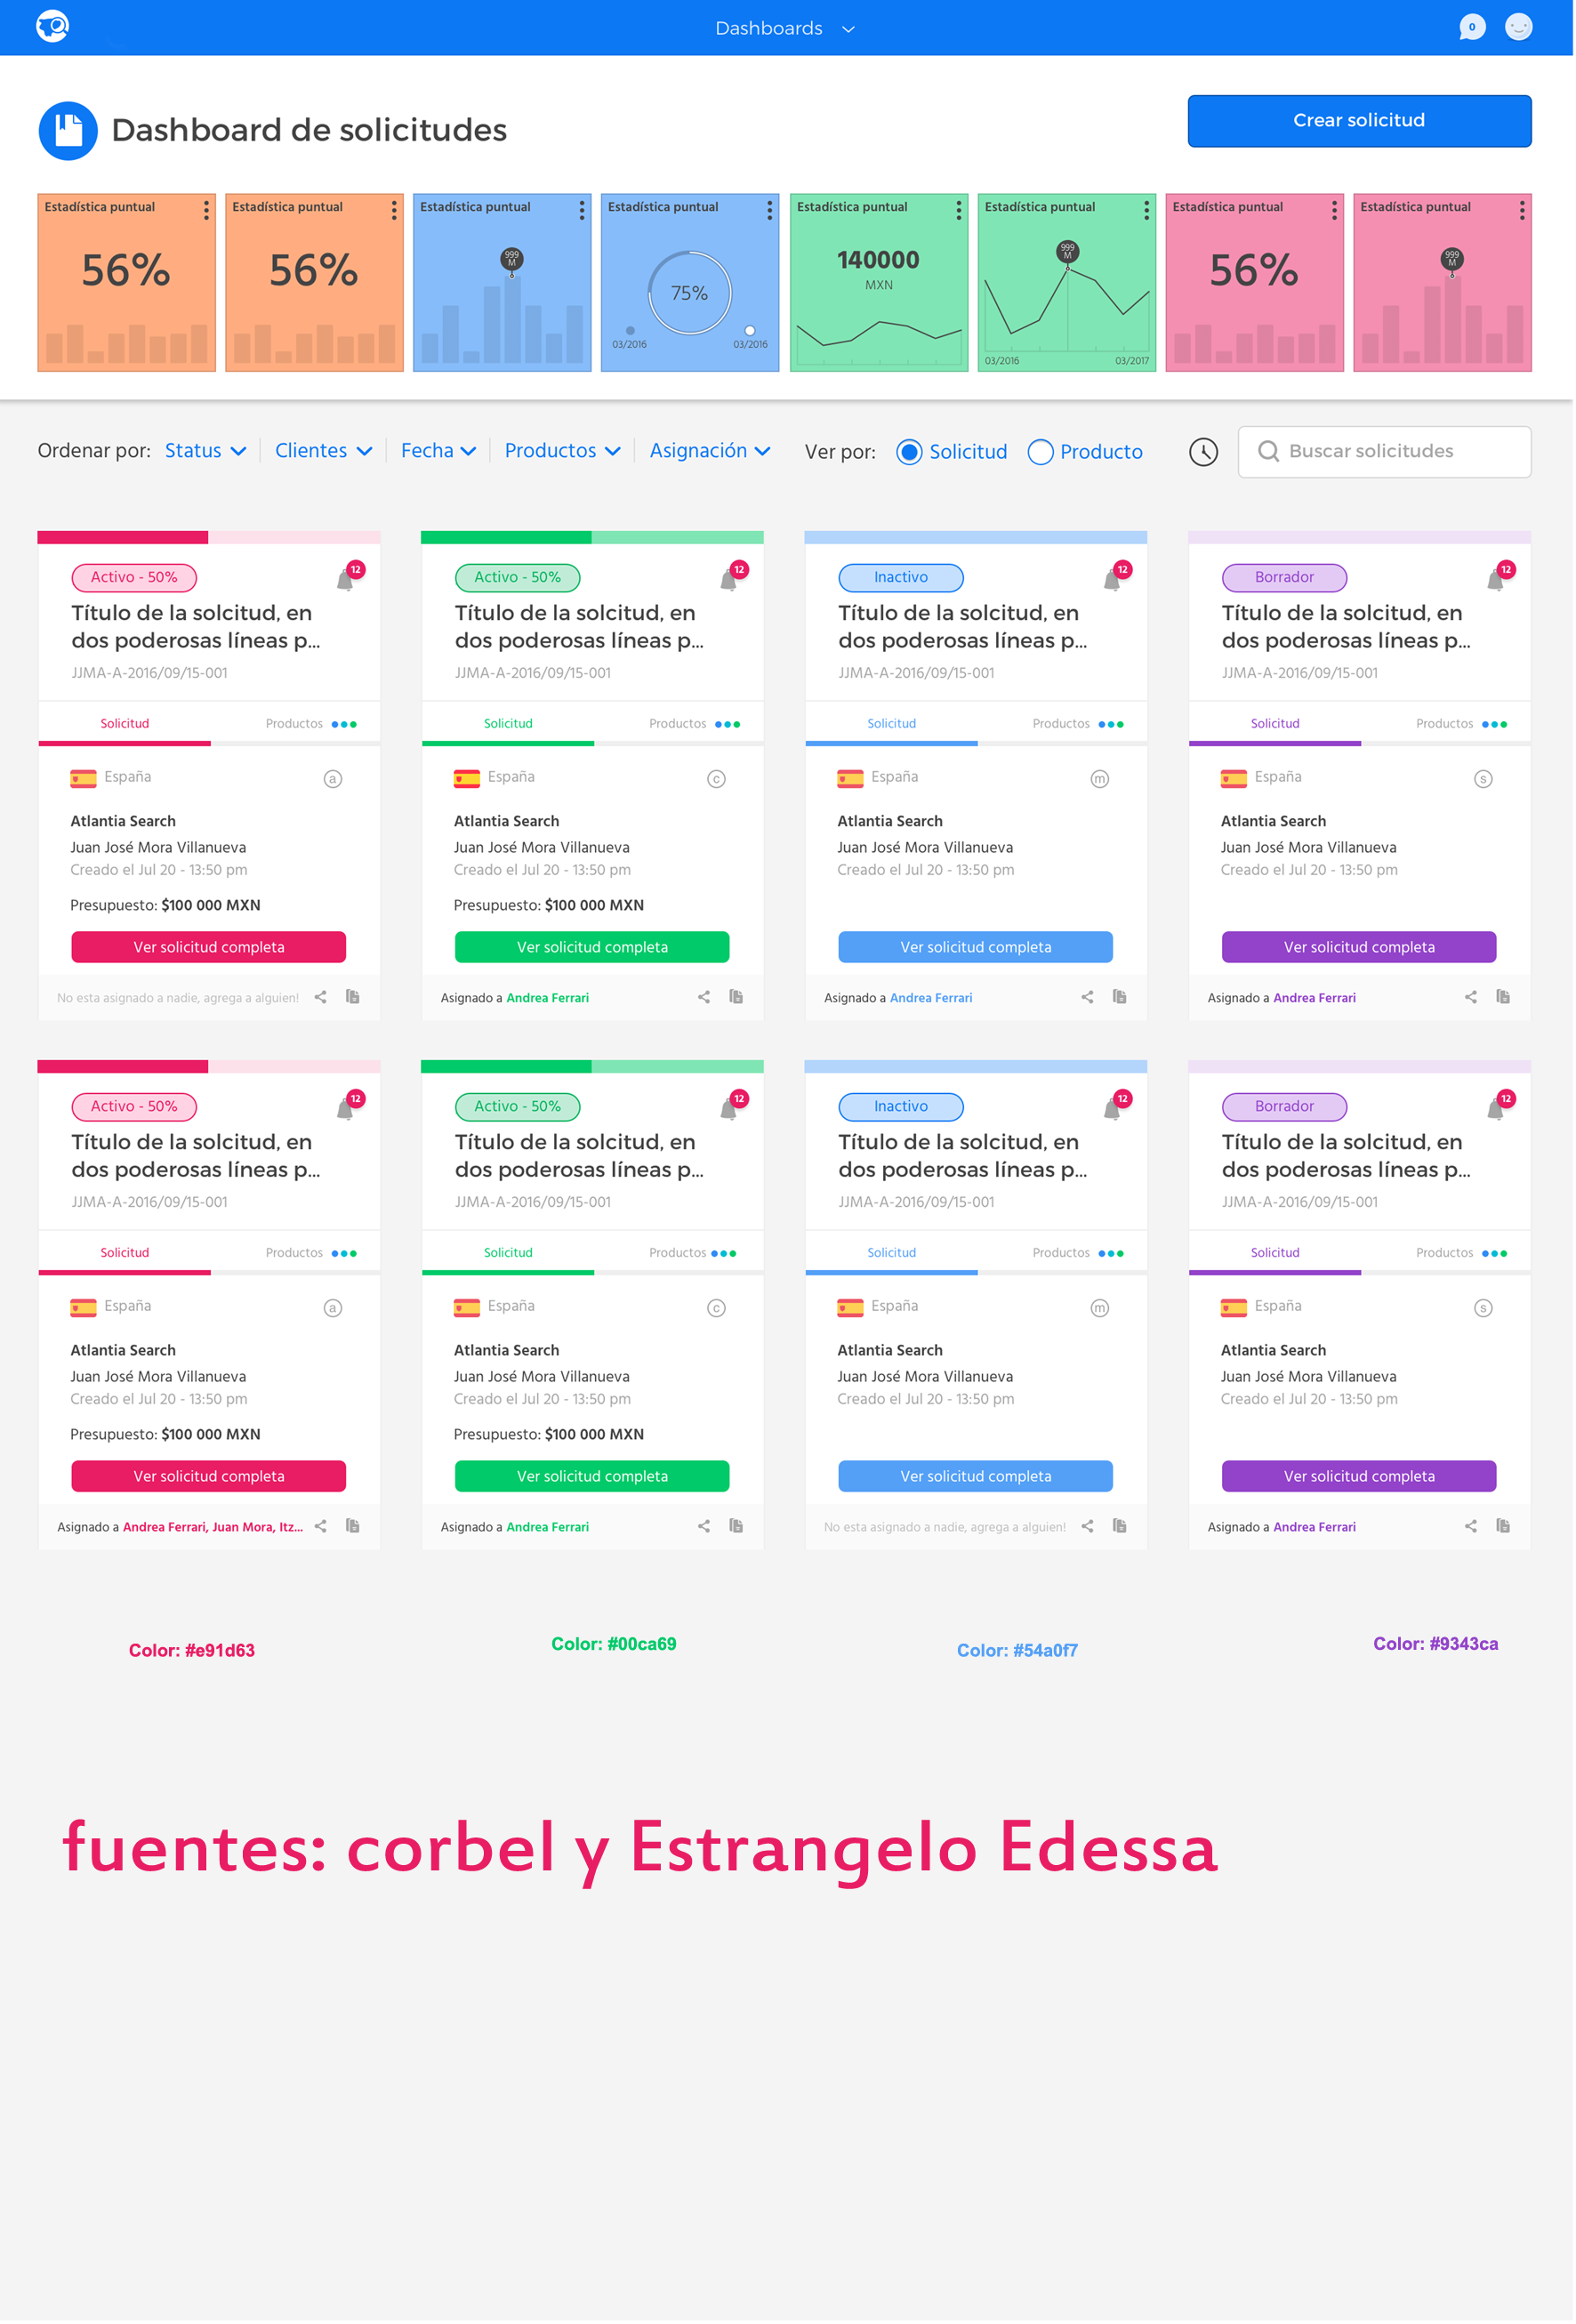 Dashboards
0
Dashboard de solicitudes
Crear solicitud
Estadística puntual
56%
Estadística puntual
56%
Estadística puntual
999
M
Estadística puntual
75%
03/2016
03/2016
Estadística puntual
140000
MXN
Estadística puntual
999
M
03/2016
03/2017
Estadística puntual
56%
Estadística puntual
999
M
Ordenar por: Status Clientes Fecha Productos Asignación Ver por: Solicitud Producto Buscar solicitudes
Activo - 50%
12
Título de la solcitud, en
dos poderosas líneas p...
JJMA-A-2016/09/15-001
Solicitud Productos
España a
Atlantia Search
Juan José Mora Villanueva
Creado el Jul 20 - 13:50 pm
Presupuesto: $100 000 MXN
Ver solicitud completa
No esta asignado a nadie, agrega a alguien!
Activo - 50%
12
Título de la solcitud, en
dos poderosas líneas p...
JJMA-A-2016/09/15-001
Solicitud Productos
España c
Atlantia Search
Juan José Mora Villanueva
Creado el Jul 20 - 13:50 pm
Presupuesto: $100 000 MXN
Ver solicitud completa
Asignado a Andrea Ferrari
Inactivo
12
Título de la solcitud, en
dos poderosas líneas p...
JJMA-A-2016/09/15-001
Solicitud Productos
España m
Atlantia Search
Juan José Mora Villanueva
Creado el Jul 20 - 13:50 pm
Ver solicitud completa
Asignado a Andrea Ferrari
Borrador
12
Título de la solcitud, en
dos poderosas líneas p...
JJMA-A-2016/09/15-001
Solicitud Productos
España s
Atlantia Search
Juan José Mora Villanueva
Creado el Jul 20 - 13:50 pm
Ver solicitud completa
Asignado a Andrea Ferrari
Activo - 50%
12
Título de la solcitud, en
dos poderosas líneas p...
JJMA-A-2016/09/15-001
Solicitud Productos
España a
Atlantia Search
Juan José Mora Villanueva
Creado el Jul 20 - 13:50 pm
Presupuesto: $100 000 MXN
Ver solicitud completa
Asignado a Andrea Ferrari, Juan Mora, Itz...
Activo - 50%
12
Título de la solcitud, en
dos poderosas líneas p...
JJMA-A-2016/09/15-001
Solicitud Productos
España c
Atlantia Search
Juan José Mora Villanueva
Creado el Jul 20 - 13:50 pm
Presupuesto: $100 000 MXN
Ver solicitud completa
Asignado a Andrea Ferrari
Inactivo
12
Título de la solcitud, en
dos poderosas líneas p...
JJMA-A-2016/09/15-001
Solicitud Productos
España m
Atlantia Search
Juan José Mora Villanueva
Creado el Jul 20 - 13:50 pm
Ver solicitud completa
No esta asignado a nadie, agrega a alguien!
Borrador
12
Título de la solcitud, en
dos poderosas líneas p...
JJMA-A-2016/09/15-001
Solicitud Productos
España s
Atlantia Search
Juan José Mora Villanueva
Creado el Jul 20 - 13:50 pm
Ver solicitud completa
Asignado a Andrea Ferrari
Color: #e91d63
Color: #00ca69
Color: #54a0f7
Color: #9343ca
fuentes: corbel y Estrangelo Edessa